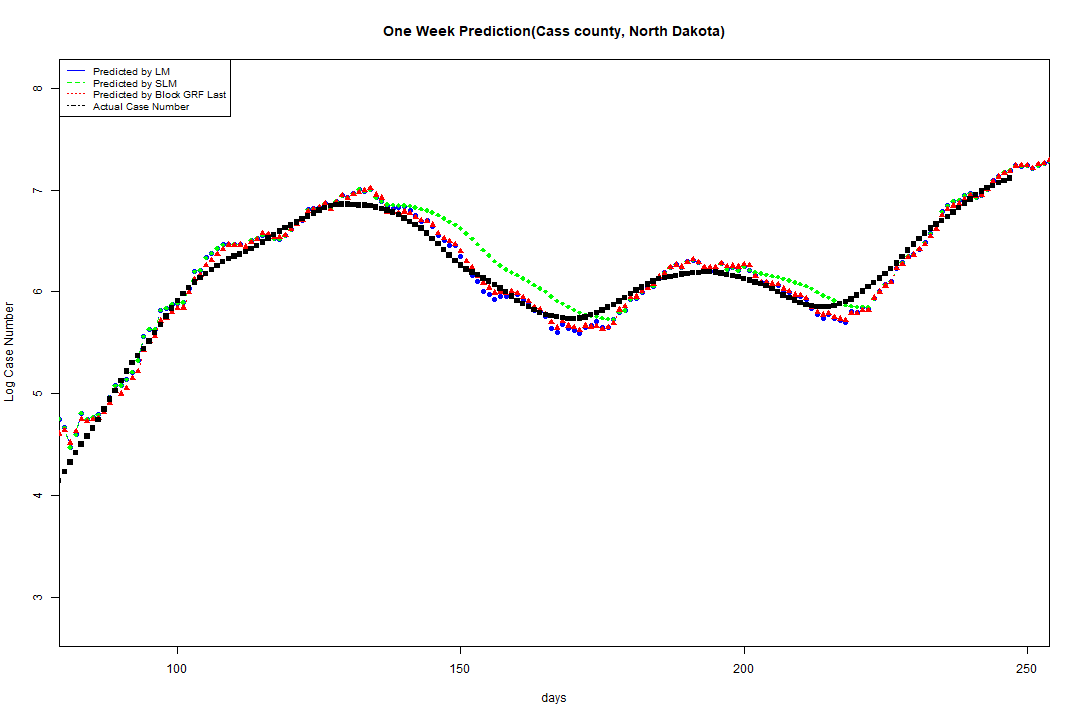 One Week Prediction(Cass county, North Dakota)
Predicted by LM
Predicted by SLM
Predicted by Block GRF Last
Actual Case Number
8
7
6
5
4
3
Log Case Number
100
150
200
250
days